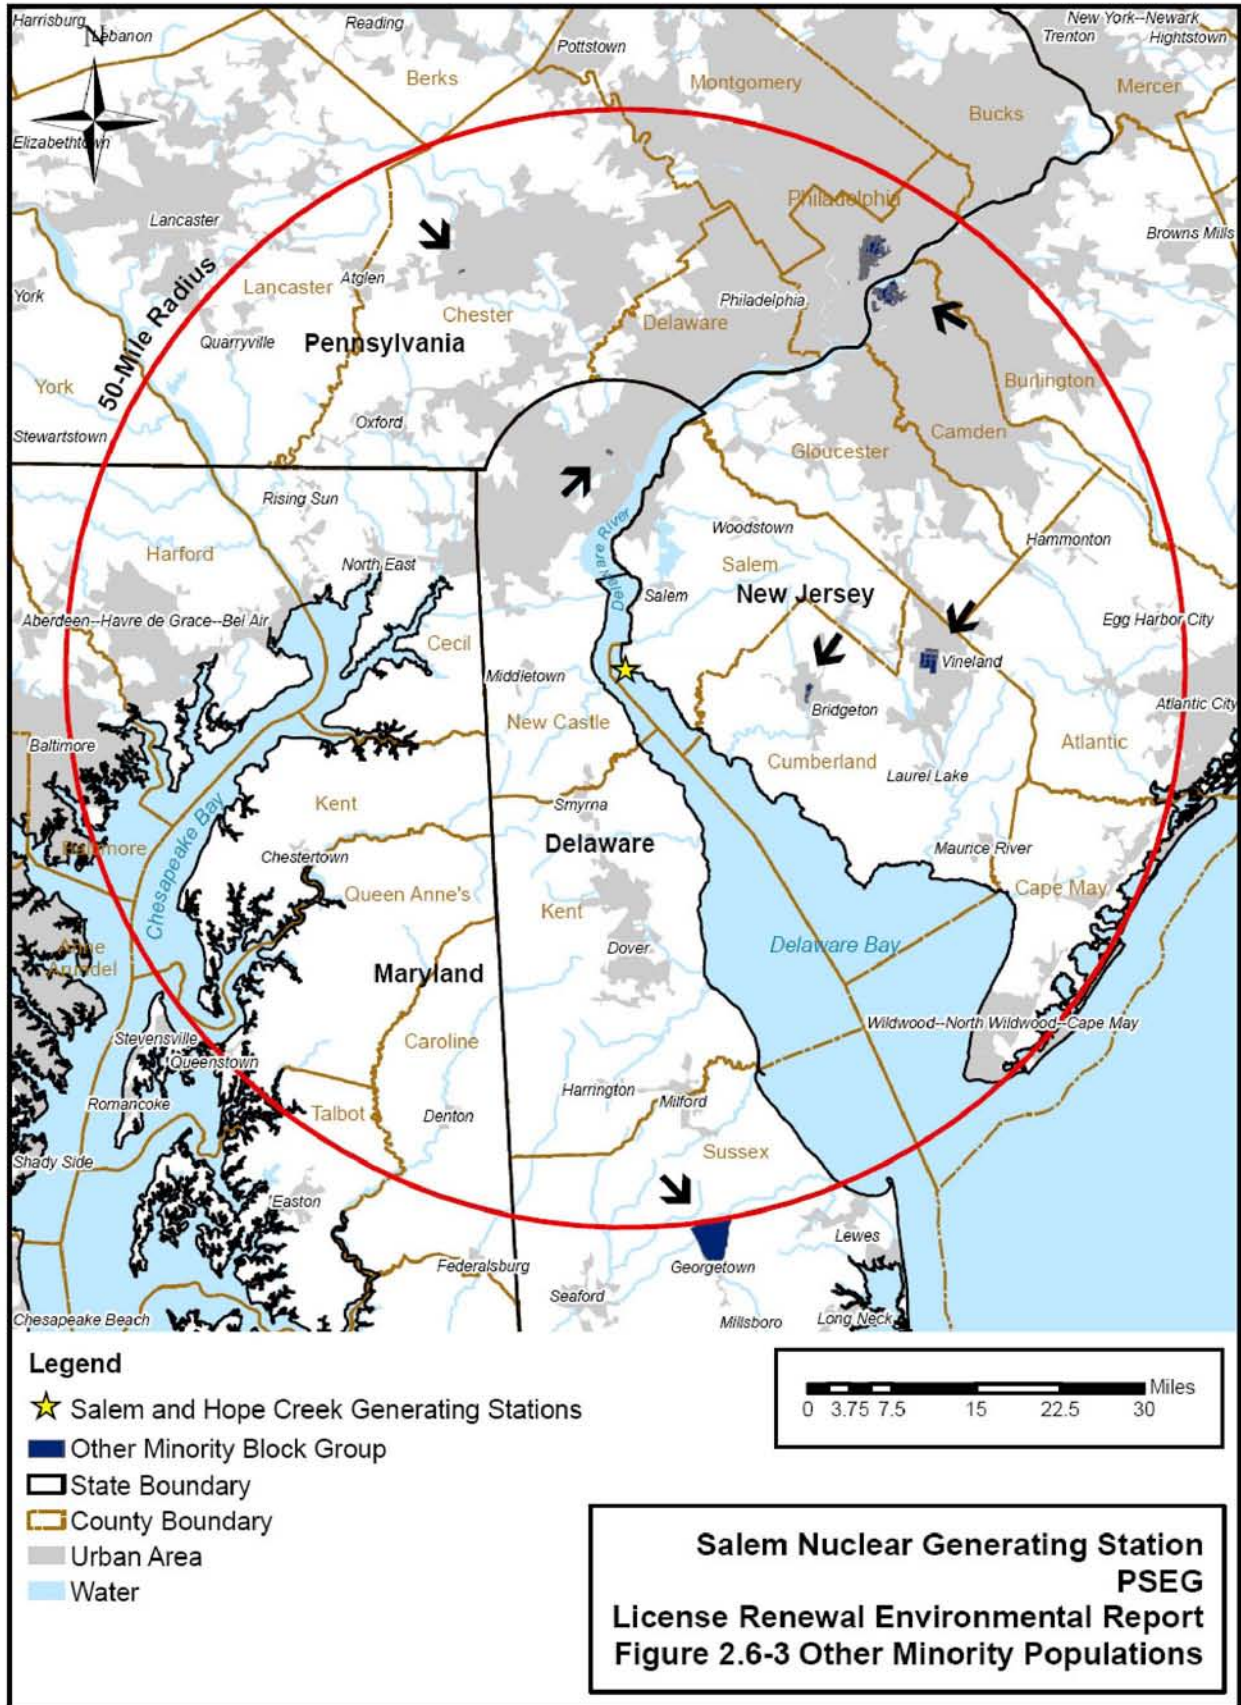 Harrisburg
N
Lebanon
Reading
Pottstown
New York--Newark
Trenton
Hightstown
Berks
Montgomery
Mercer
Bucks
Elizabethtown
Philadelphia
Lancaster
Browns Mills
50-Mile Radius
York
Lancaster
Atglen
Chester
Philadelphia
Delaware
Quarryville
Pennsylvania
York
Burlington
Stewartstown
Oxford
Camden
Gloucester
Rising Sun
Delaware River
Woodstown
Hammonton
Harford
North East
Salem
Salem
New Jersey
Aberdeen--Havre de Grace--Bel Air
Egg Harbor City
Cecil
Middletown
Vineland
New Castle
Bridgeton
Atlantic City
Baltimore
Cumberland
Atlantic
Laurel Lake
Kent
Smyrna
Chesapeake Bay
Baltimore
Chestertown
Delaware
Maurice River
Queen Anne's
Cape May
Kent
Anne
Arundel
Dover
Delaware Bay
Maryland
Wildwood--North Wildwood--Cape May
Stevensville
Caroline
Queenstown
Romancoke
Talbot
Denton
Harrington
Milford
Shady Side
Sussex
Easton
Lewes
Federalsburg
Georgetown
Seaford
Chesapeake Beach
Millsboro
Long Neck
Legend
Salem and Hope Creek Generating Stations
Other Minority Block Group
State Boundary
County Boundary
Urban Area
Water
Miles
0 3.75 7.5 15 22.5 30
Salem Nuclear Generating Station
PSEG
License Renewal Environmental Report
Figure 2.6-3 Other Minority Populations